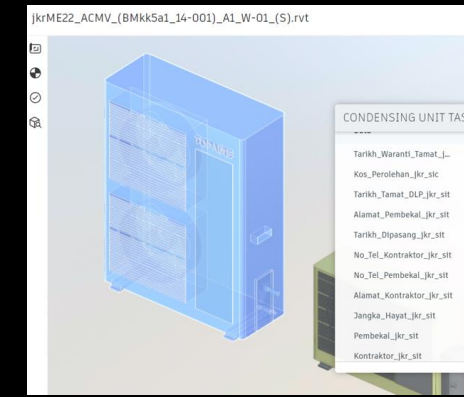 jkrME22_ACMV_(BMkk5a1_14-001)_A1_W-01_(S).rvt
CONDENSING UNIT TAS
Tarikh_Waranti_Tamat_j...
Kos_Perolehan_jkr_sic
Tarikh_Tamat_DLP_jkr_sit
Alamat_Pembekal_jkr_sit
Tarikh_Dipasang_jkr_sit
No_Tel_Kontraktor_jkr_sit
No_Tel_Pembekal_jkr_sit
Alamat_Kontraktor_jkr_sit
Jangka_Hayat_jkr_sit
Pembekal_jkr_sit
Kontraktor_jkr_sit